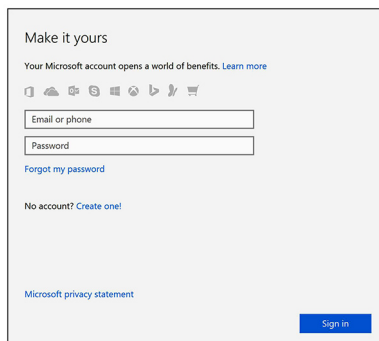 Make it yours
Your Microsoft account opens a world of benefits. Learn more
Email or phone
Password
Forgot my password
No account? Create one!
Microsoft privacy statement
Sign in